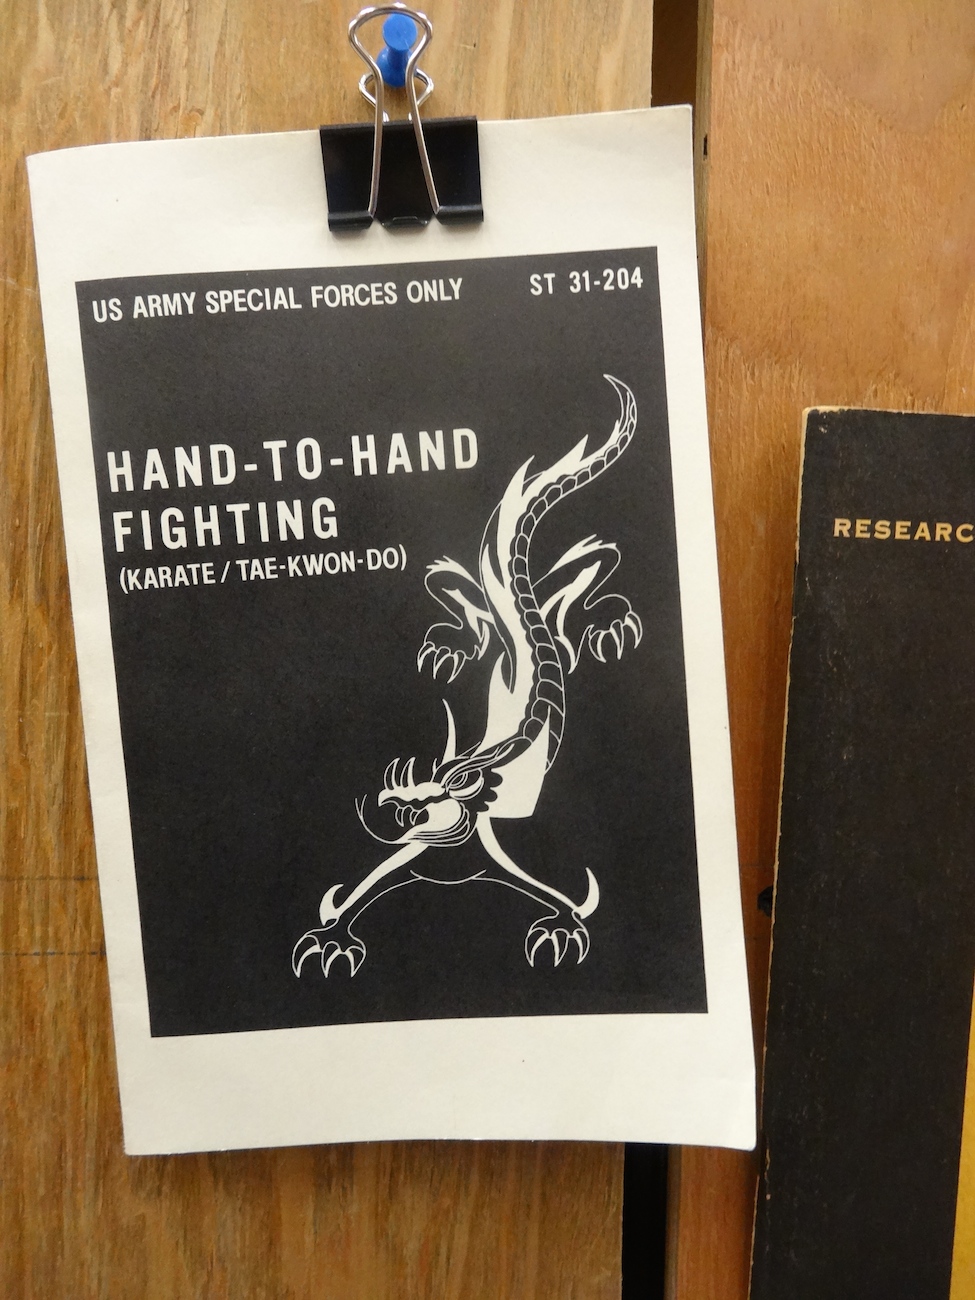 US ARMY SPECIAL FORCES ONLY ST 31-204
HAND-TO-HAND
FIGHTING
(KARATE / TAE-KWON-DO)
RESEARC